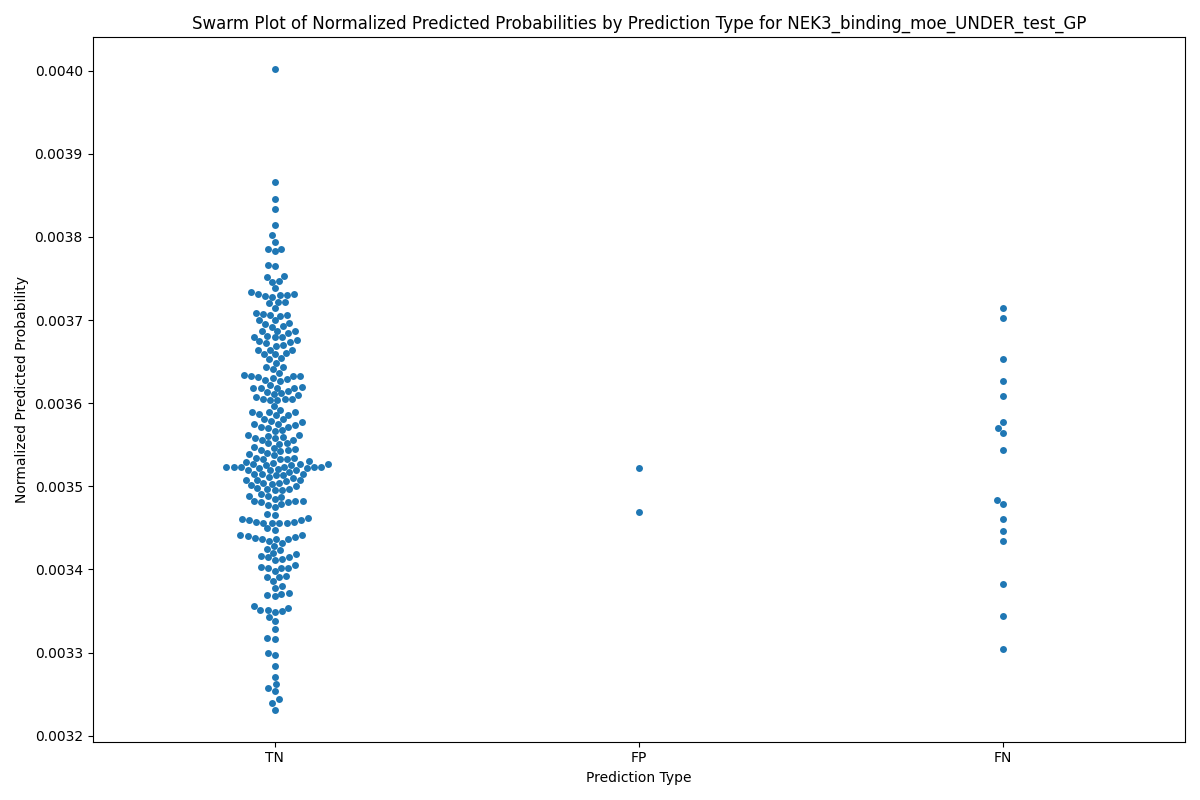 Swarm Plot of Normalized Predicted Probabilities by Prediction Type for NEK3_binding_moe_UNDER_test_GP
Normalized Predicted Probability
0.0040
0.0039
0.0038
0.0037
0.0036
0.0035
0.0034
0.0033
0.0032
TN FP FN
Prediction Type